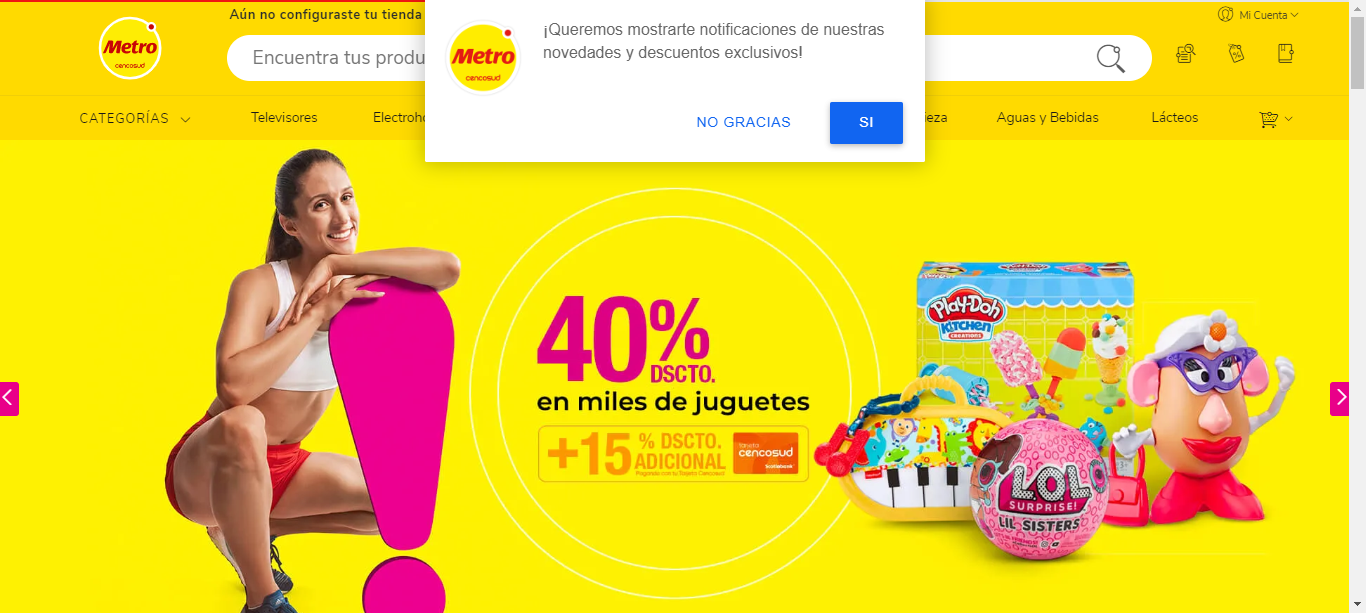 Aún no configuraste tu tienda
Metro
cencosud
Encuentra tus produ
Mi Cuenta
Metro
cencosud
¡Queremos mostrarte notificaciones de nuestras
novedades y descuentos exclusivos!
NO GRACIAS
SI
CATEGORÍAS
Televisores
Electroho
ieza
Aguas y Bebidas
Lácteos
40%
DSCTO.
en miles de juguetes
+15% DSCTO.
ADICIONAL
Pagando con tu Tarjeta Cencosud
Tarjeta
cencosud
Scotiabank
Play-Doh
KITCHEN
CREATIONS
L.O.L
SURPRISE!
LIL SISTERS